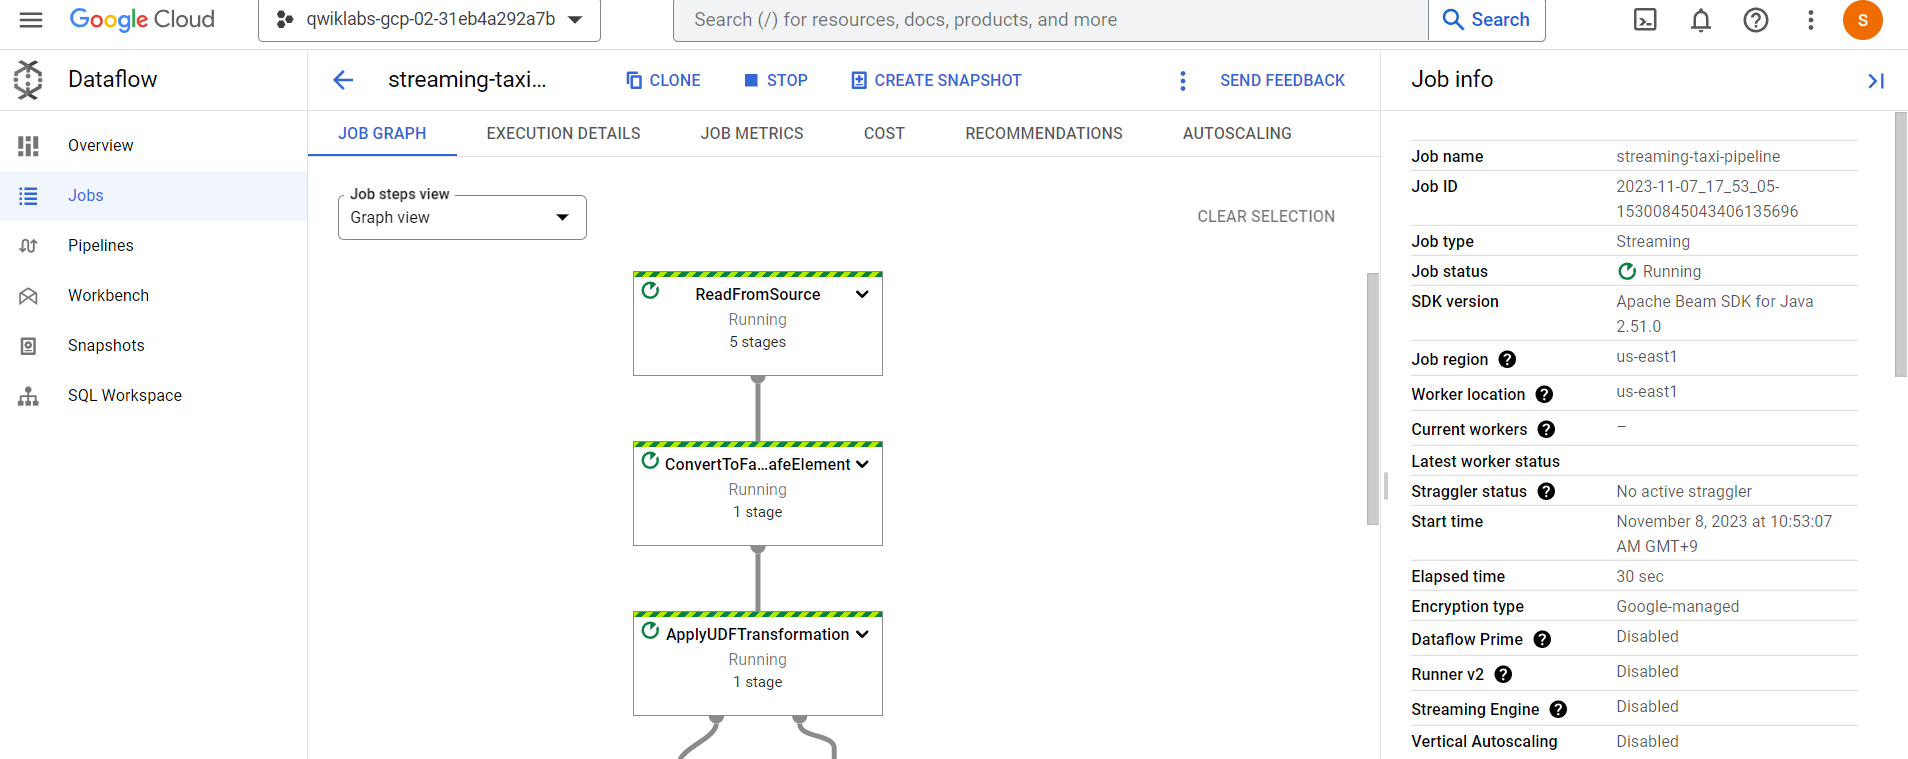 Google Cloud
qwiklabs-gcp-02-31eb4a292a7b
Search (/) for resources, docs, products, and more
Search
S
Dataflow
streaming-taxi...
CLONE
STOP
CREATE SNAPSHOT
SEND FEEDBACK
Job info
Overview
Jobs
Pipelines
Workbench
Snapshots
SQL Workspace
JOB GRAPH
EXECUTION DETAILS
JOB METRICS
COST
RECOMMENDATIONS
AUTOSCALING
Job steps view
Graph view
CLEAR SELECTION
ReadFromSource
Running
5 stages
ConvertToFa...afeElement
Running
1 stage
ApplyUDFTransformation
Running
1 stage
Job name streaming-taxi-pipeline
Job ID 2023-11-07_17_53_05-
15300845043406135696
Job type Streaming
Job status Running
SDK version Apache Beam SDK for Java
2.51.0
Job region ? us-east1
Worker location ? us-east1
Current workers ? –
Latest worker status
Straggler status ? No active straggler
Start time November 8, 2023 at 10:53:07
AM GMT+9
Elapsed time 30 sec
Encryption type Google-managed
Dataflow Prime ? Disabled
Runner v2 ? Disabled
Streaming Engine ? Disabled
Vertical Autoscaling Disabled